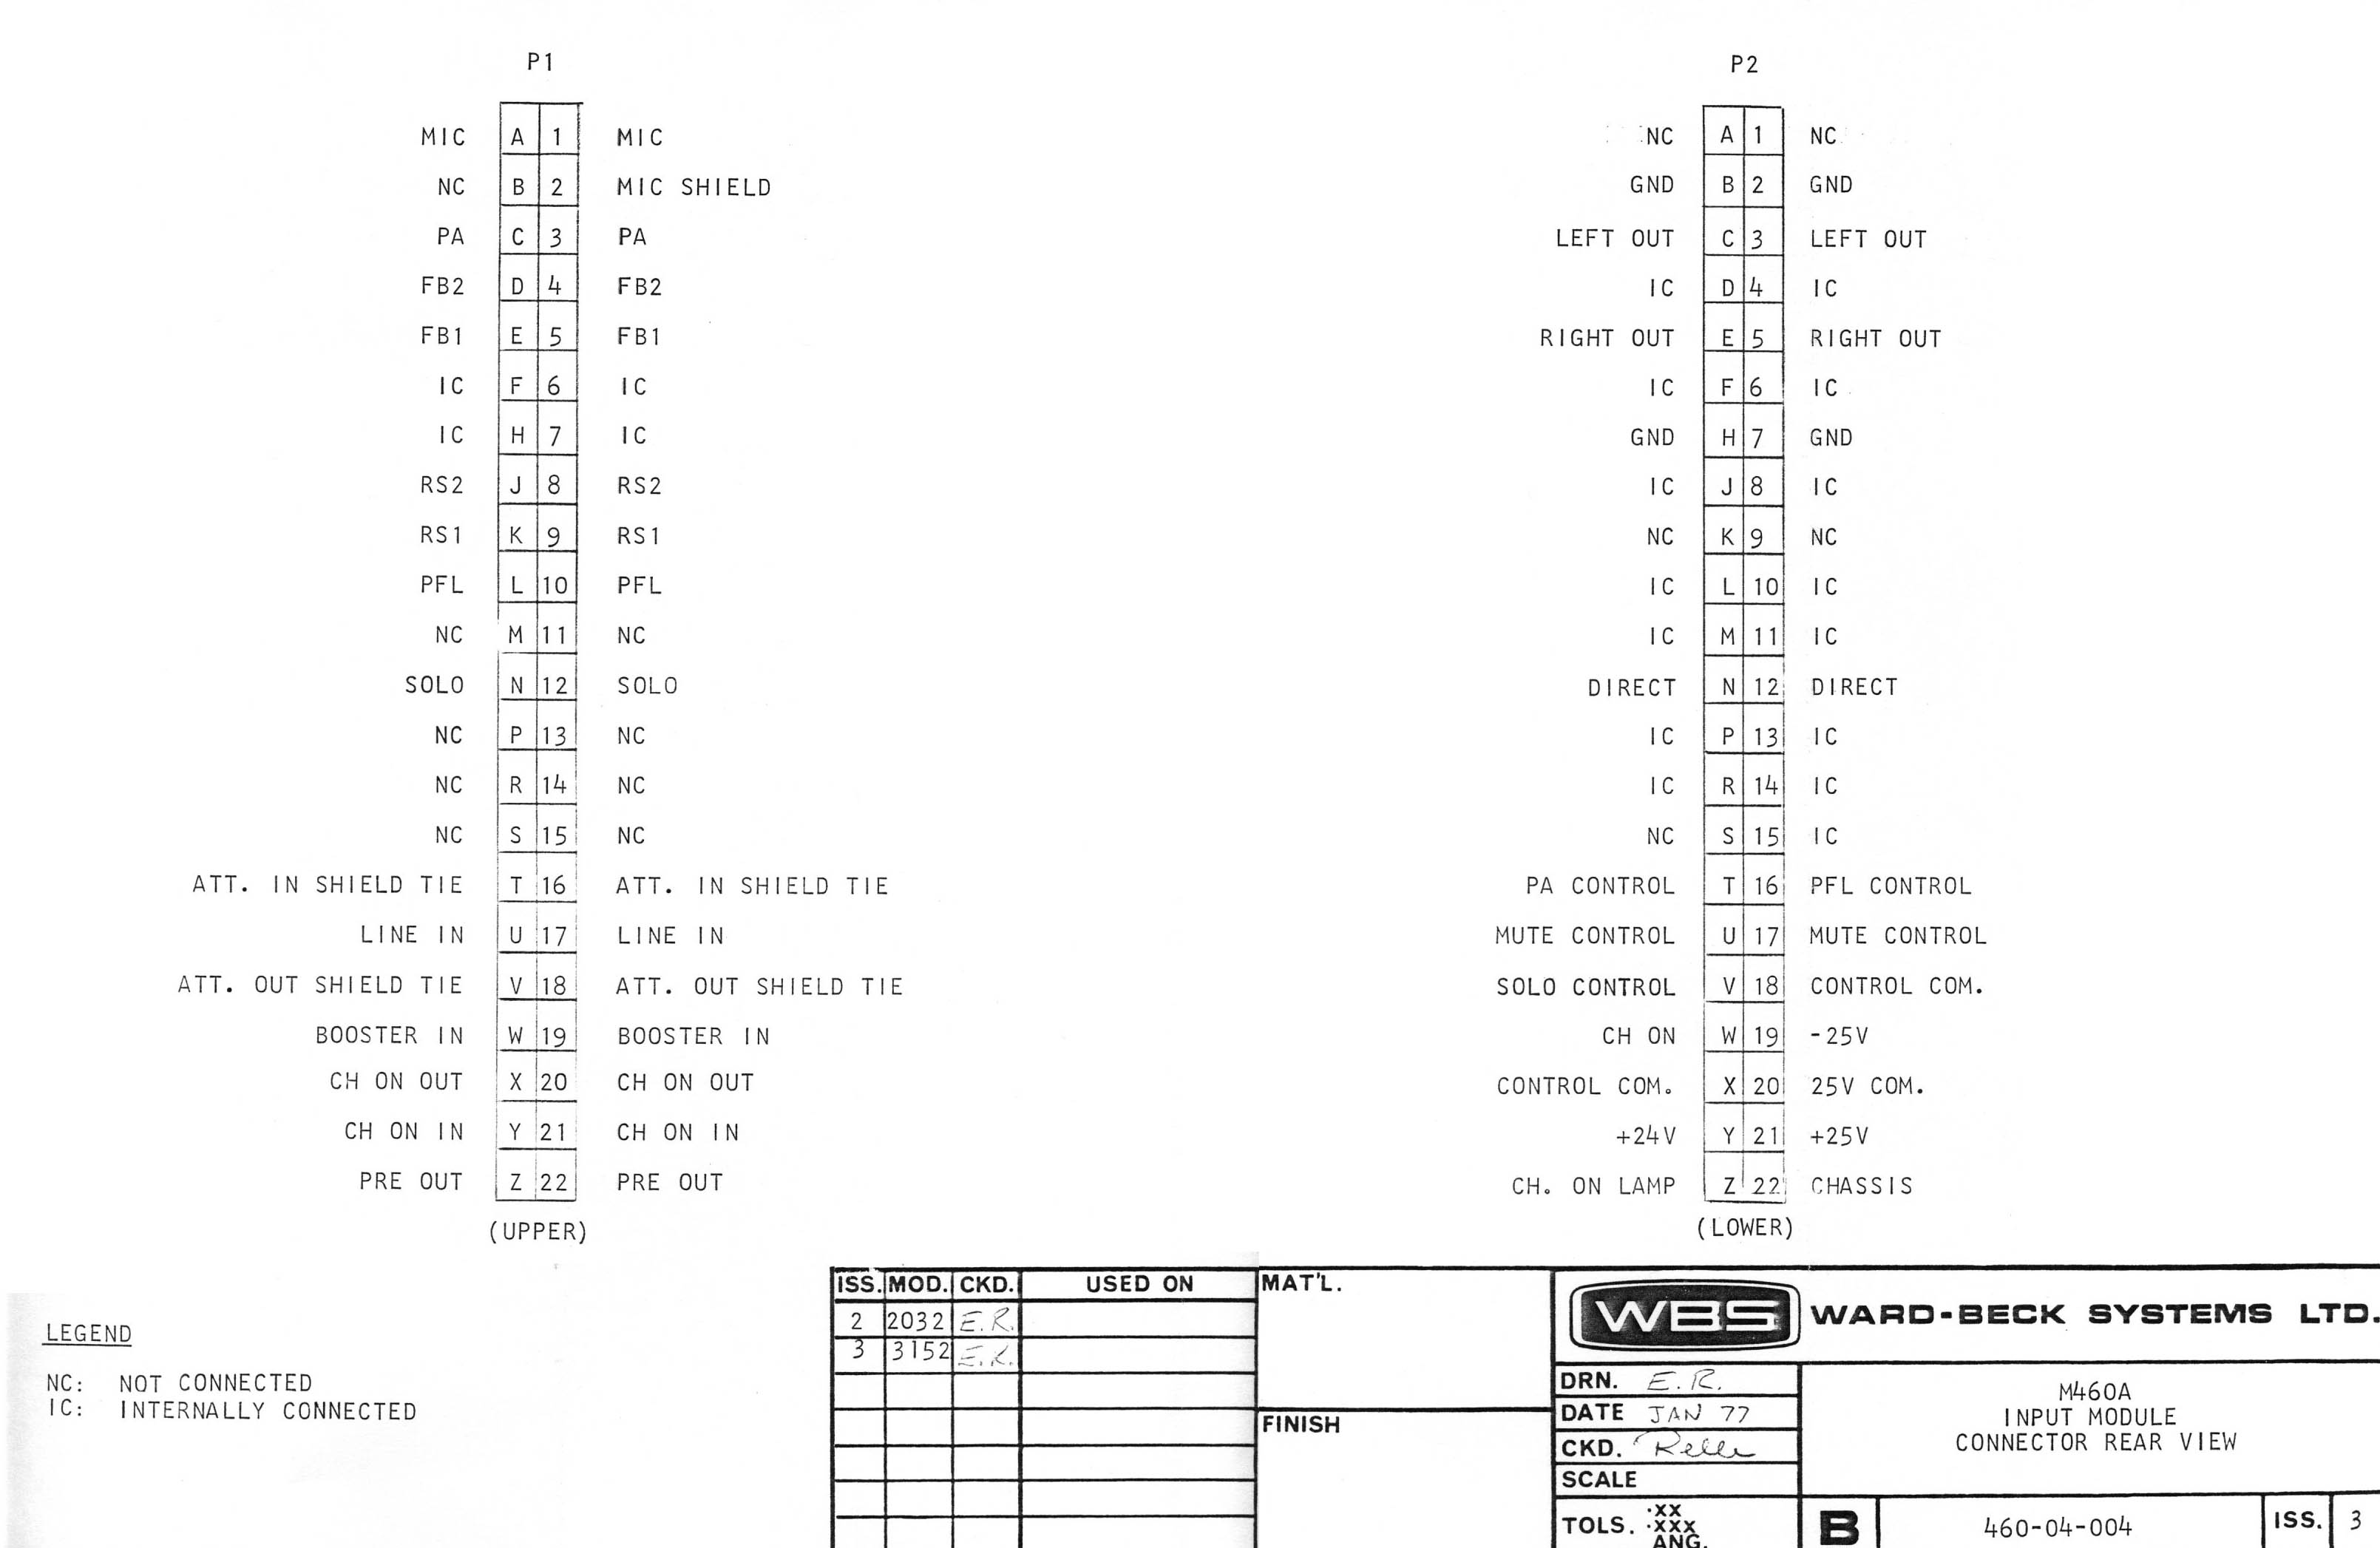 P1
MIC A 1 MIC
NC B 2 MIC SHIELD
PA C 3 PA
FB2 D 4 FB2
FB1 E 5 FB1
IC F 6 IC
IC H 7 IC
RS2 J 8 RS2
RS1 K 9 RS1
PFL L 10 PFL
NC M 11 NC
SOLO N 12 SOLO
NC P 13 NC
NC R 14 NC
NC S 15 NC
ATT. IN SHIELD TIE T 16 ATT. IN SHIELD TIE
LINE IN U 17 LINE IN
ATT. OUT SHIELD TIE V 18 ATT. OUT SHIELD TIE
BOOSTER IN W 19 BOOSTER IN
CH ON OUT X 20 CH ON OUT
CH ON IN Y 21 CH ON IN
PRE OUT Z 22 PRE OUT
(UPPER)
P2
NC A 1 NC
GND B 2 GND
LEFT OUT C 3 LEFT OUT
IC D 4 IC
RIGHT OUT E 5 RIGHT OUT
IC F 6 IC
GND H 7 GND
IC J 8 IC
NC K 9 NC
IC L 10 IC
IC M 11 IC
DIRECT N 12 DIRECT
IC P 13 IC
IC R 14 IC
NC S 15 IC
PA CONTROL T 16 PFL CONTROL
MUTE CONTROL U 17 MUTE CONTROL
SOLO CONTROL V 18 CONTROL COM.
CH ON W 19 -25V
CONTROL COM. X 20 25V COM.
+24V Y 21 +25V
CH. ON LAMP Z 22 CHASSIS
(LOWER)
LEGEND
NC: NOT CONNECTED
IC: INTERNALLY CONNECTED
ISS. MOD. CKD. USED ON
2 2032 E.R.
3 3152 E.R.
MAT'L.
FINISH
WBS WARD-BECK SYSTEMS LTD.
DRN. E.R.
DATE JAN 77
CKD.
SCALE
TOLS. .XX
.XXX
ANG.
M460A
INPUT MODULE
CONNECTOR REAR VIEW
B 460-04-004 ISS. 3